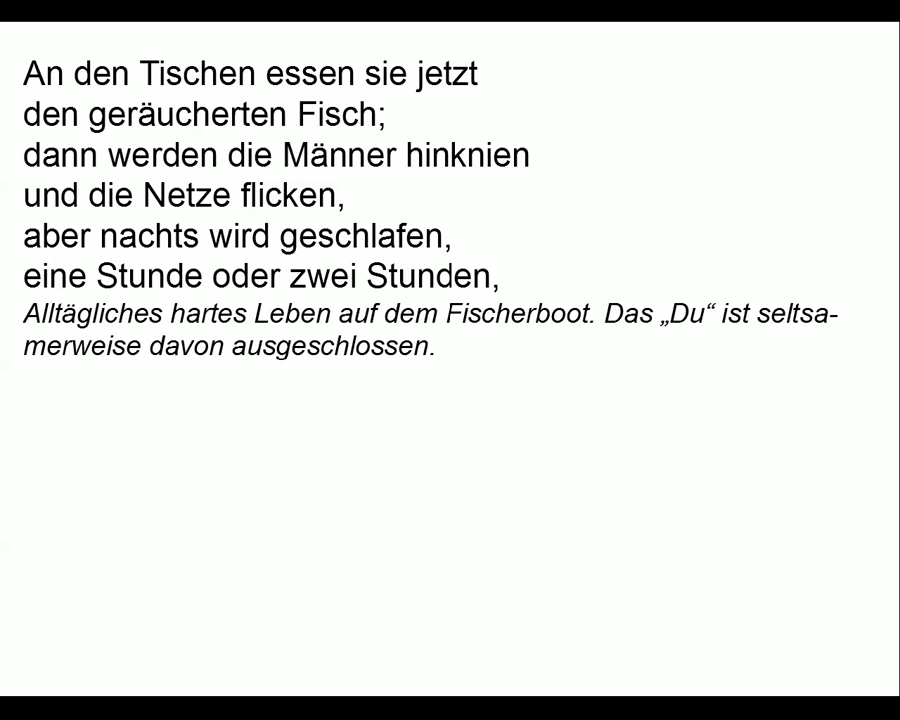 An den Tischen essen sie jetzt
den geräucherten Fisch;
dann werden die Männer hinknien
und die Netze flicken,
aber nachts wird geschlafen,
eine Stunde oder zwei Stunden,
Alltägliches hartes Leben auf dem Fischerboot. Das „Du“ ist seltsa-
merweise davon ausgeschlossen.